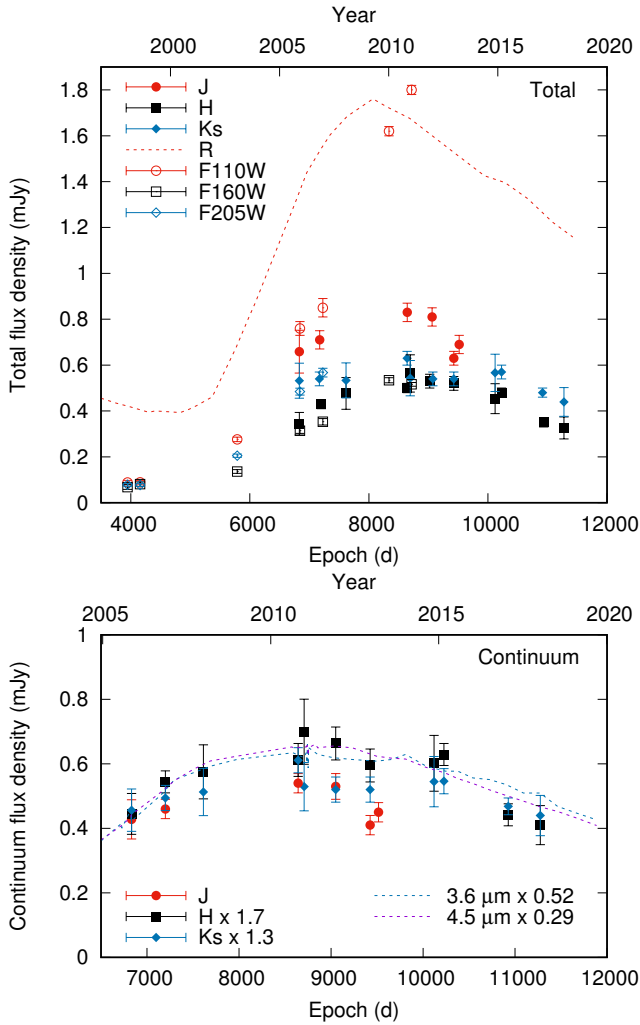 Year
2000 2005 2010 2015 2020
Total
J
H
Ks
R
F110W
F160W
F205W
1.8
1.6
1.4
1.2
1
0.8
0.6
0.4
0.2
0
Total flux density (mJy)
4000 6000 8000 10000 12000
Epoch (d)
Year
2005 2010 2015 2020
Continuum
1
0.8
0.6
0.4
0.2
0
Continuum flux density (mJy)
J
H x 1.7
Ks x 1.3
3.6 μm x 0.52
4.5 μm x 0.29
7000 8000 9000 10000 11000 12000
Epoch (d)